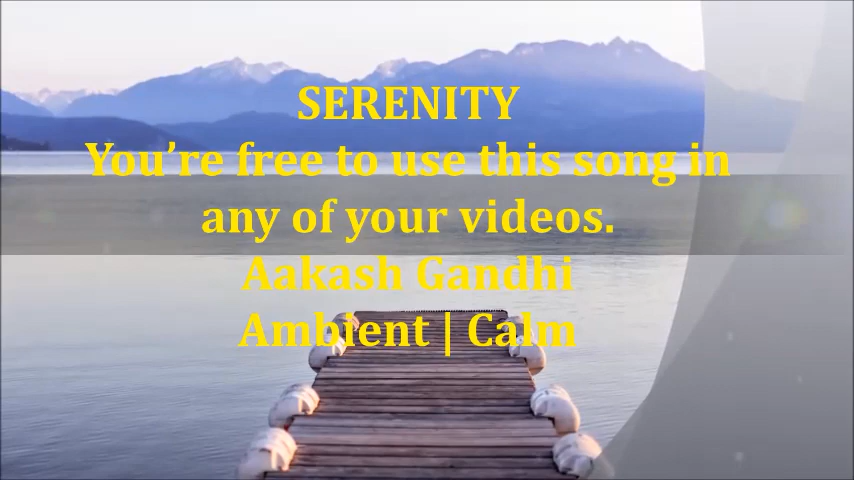 SERENITY
You’re free to use this song in
any of your videos.
Aakash Gandhi
Ambient | Calm